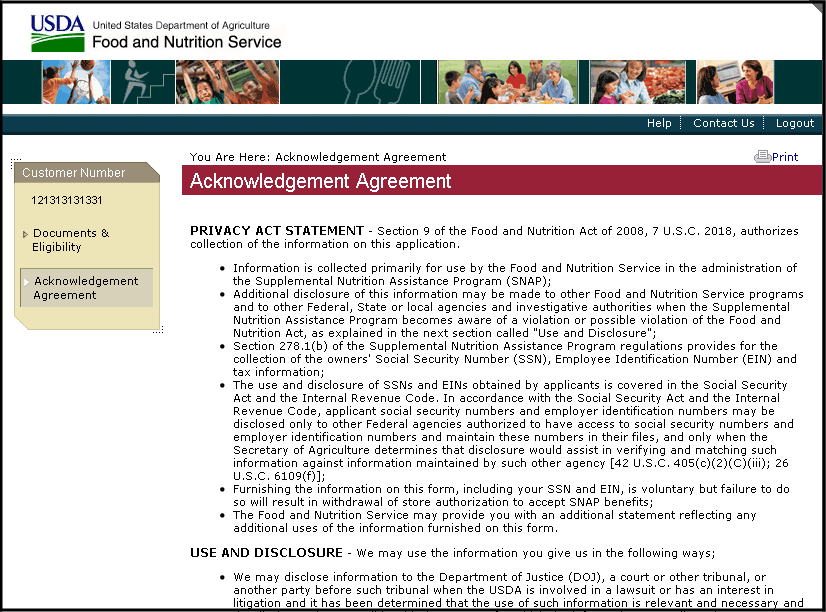 USDA
United States Department of Agriculture
Food and Nutrition Service
Help
Contact Us
Logout
You Are Here: Acknowledgement Agreement
Print
Customer Number
121313131331
Documents &
Eligibility
Acknowledgement
Agreement
Acknowledgement Agreement
PRIVACY ACT STATEMENT - Section 9 of the Food and Nutrition Act of 2008, 7 U.S.C. 2018, authorizes
collection of the information on this application.
• Information is collected primarily for use by the Food and Nutrition Service in the administration of
the Supplemental Nutrition Assistance Program (SNAP);
• Additional disclosure of this information may be made to other Food and Nutrition Service programs
and to other Federal, State or local agencies and investigative authorities when the Supplemental
Nutrition Assistance Program becomes aware of a violation or possible violation of the Food and
Nutrition Act, as explained in the next section called "Use and Disclosure";
• Section 278.1(b) of the Supplemental Nutrition Assistance Program regulations provides for the
collection of the owners' Social Security Number (SSN), Employee Identification Number (EIN) and
tax information;
• The use and disclosure of SSNs and EINs obtained by applicants is covered in the Social Security
Act and the Internal Revenue Code. In accordance with the Social Security Act and the Internal
Revenue Code, applicant social security numbers and employer identification numbers may be
disclosed only to other Federal agencies authorized to have access to social security numbers and
employer identification numbers and maintain these numbers in their files, and only when the
Secretary of Agriculture determines that disclosure would assist in verifying and matching such
information against information maintained by such other agency [42 U.S.C. 405(c)(2)(C)(iii); 26
U.S.C. 6109(f)];
• Furnishing the information on this form, including your SSN and EIN, is voluntary but failure to do
so will result in withdrawal of store authorization to accept SNAP benefits;
• The Food and Nutrition Service may provide you with an additional statement reflecting any
additional uses of the information furnished on this form.
USE AND DISCLOSURE - We may use the information you give us in the following ways;
• We may disclose information to the Department of Justice (DOJ), a court or other tribunal, or
another party before such tribunal when the USDA is involved in a lawsuit or has an interest in
litigation and it has been determined that the use of such information is relevant and necessary and